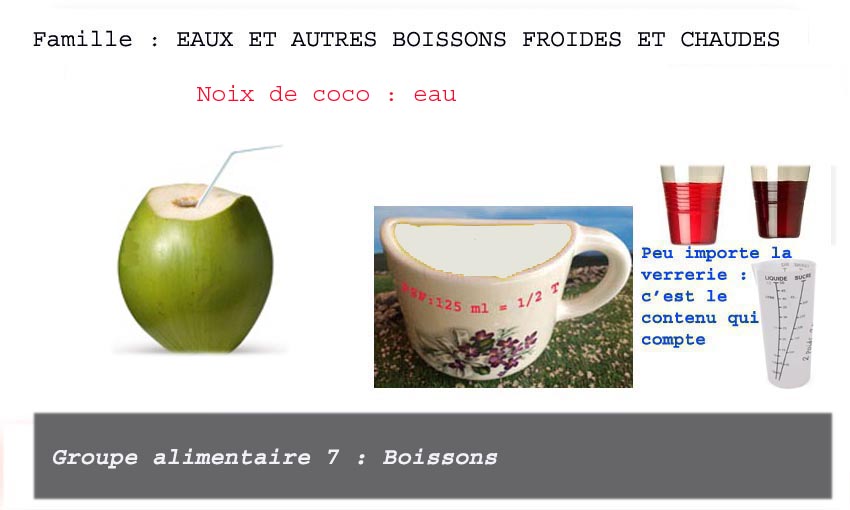 Famille : EAUX ET AUTRES BOISSONS FROIDES ET CHAUDES
Noix de coco : eau
125 ml = 1/2 T
Peu importe la
verrerie :
c'est le
contenu qui
compte
LIQUIDE SUCRE
Groupe alimentaire 7 : Boissons